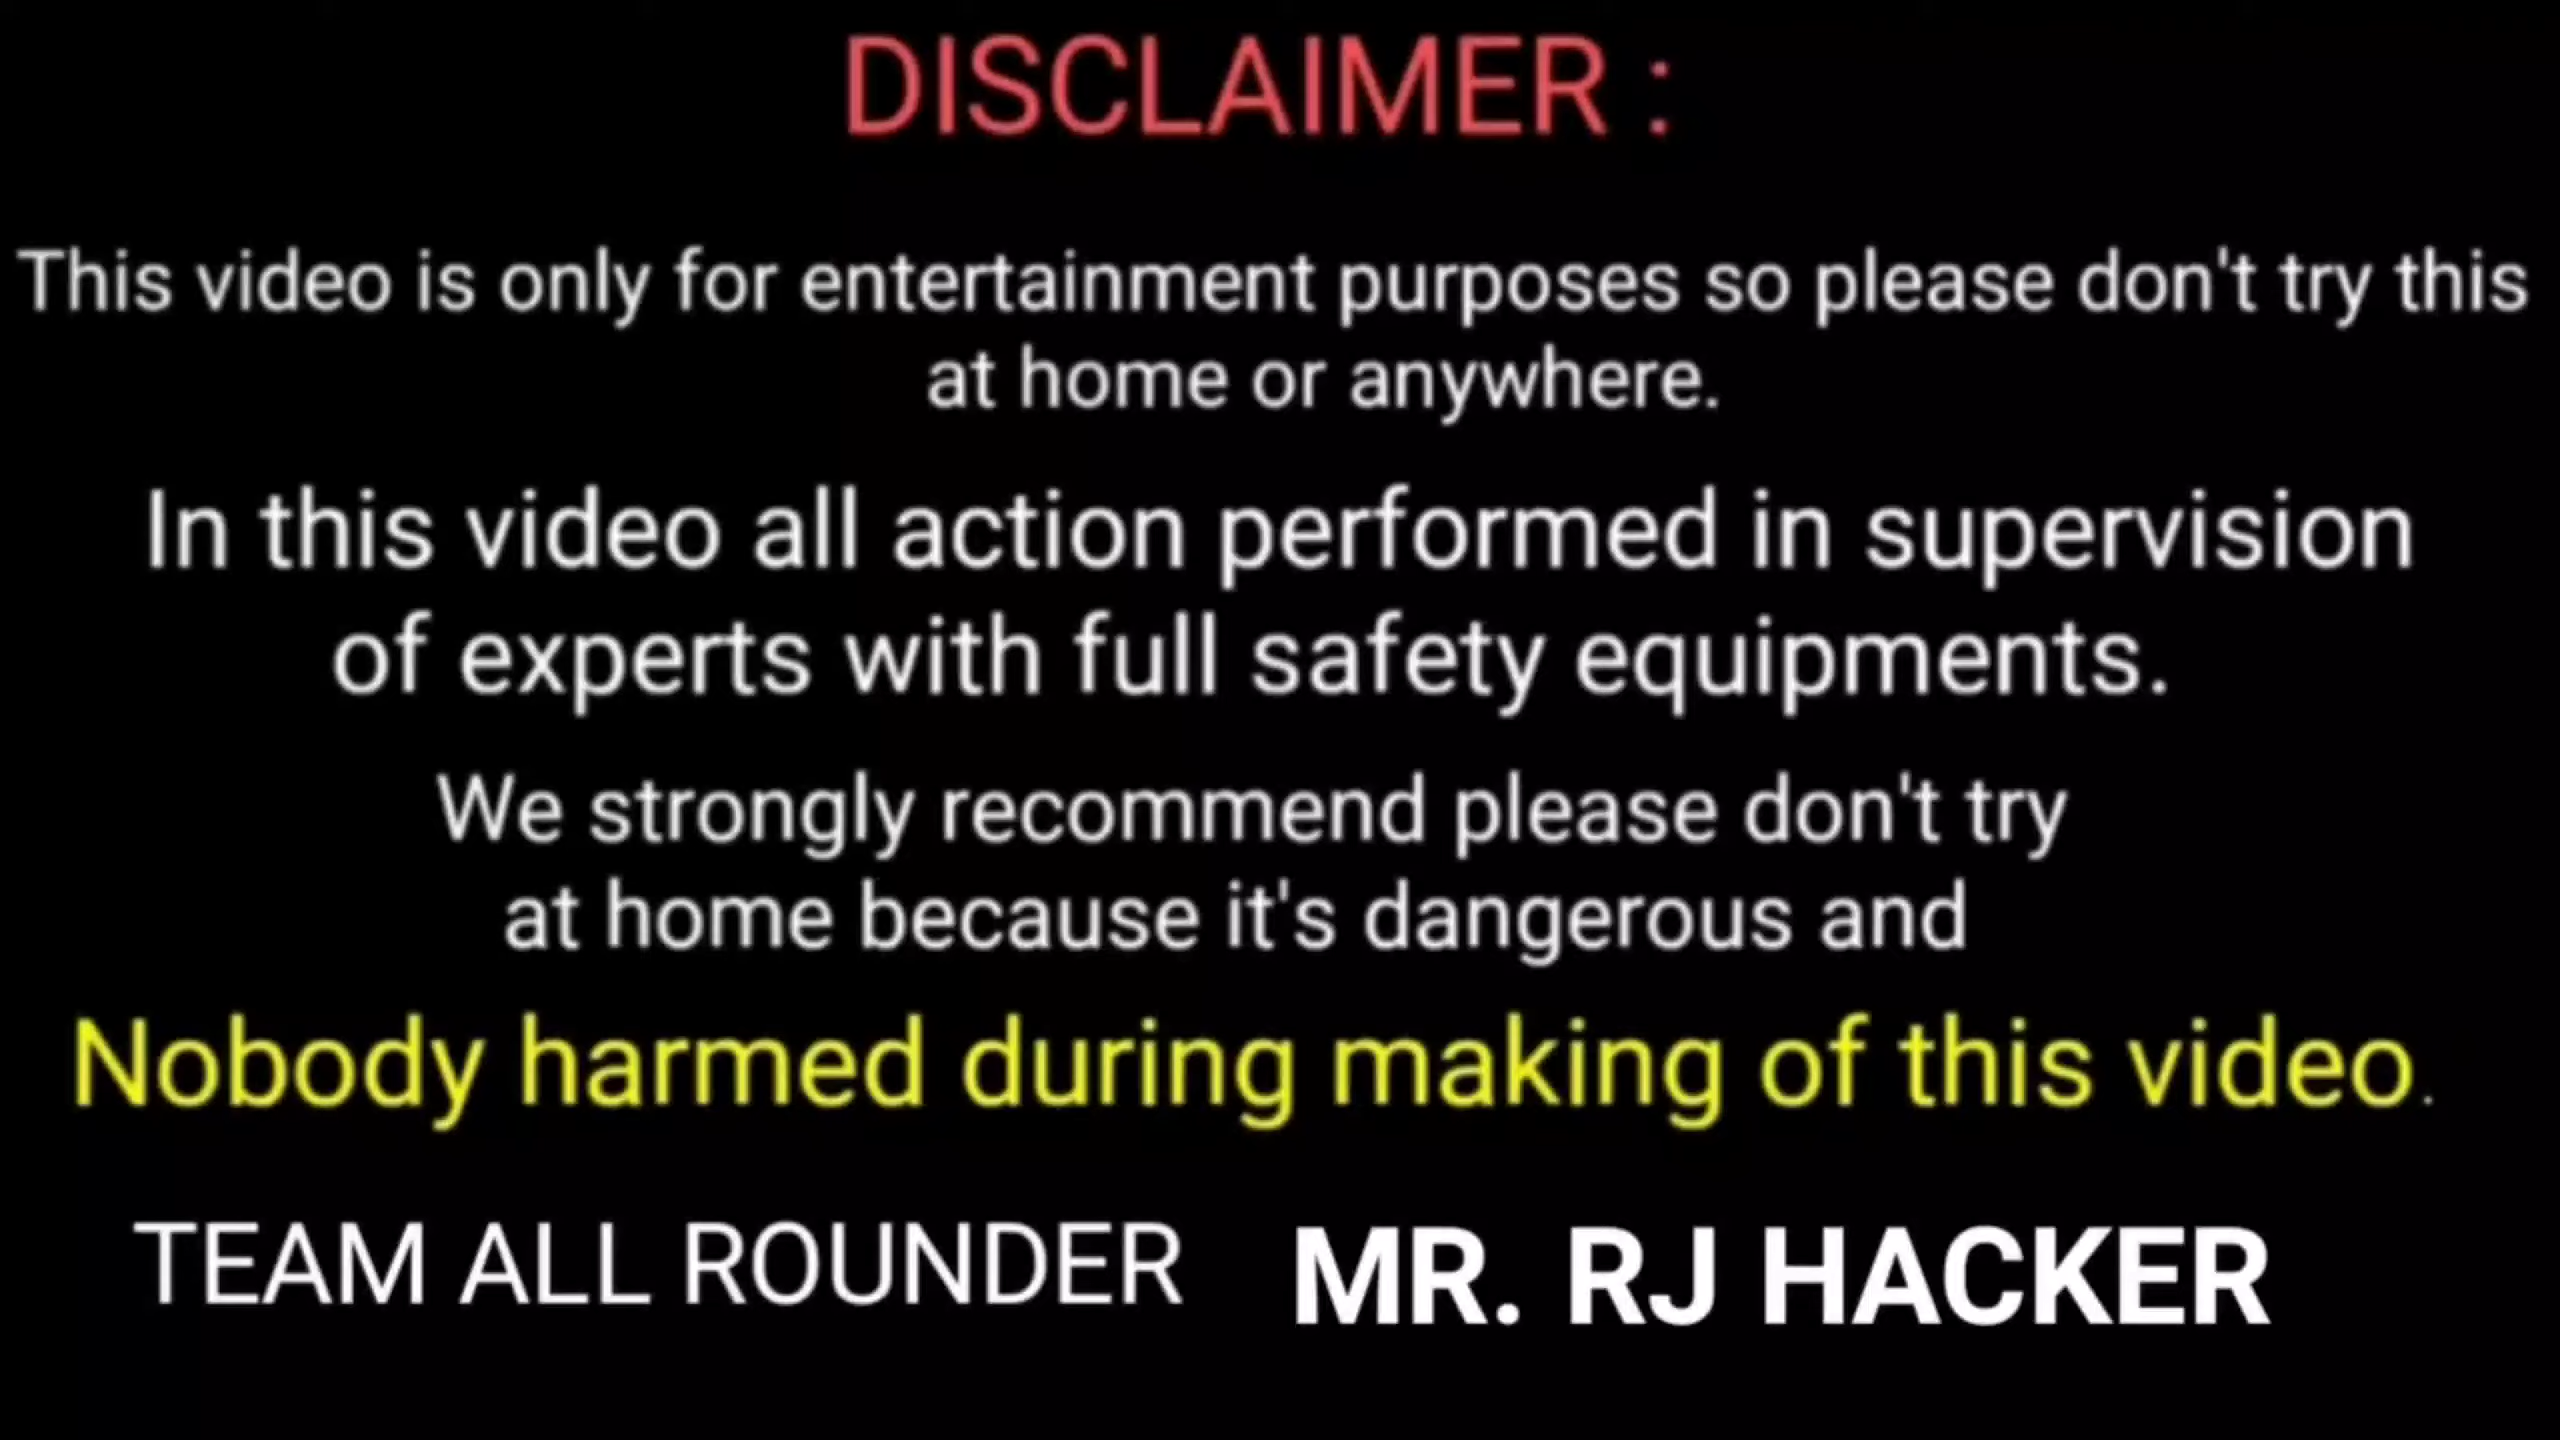 DISCLAIMER :
This video is only for entertainment purposes so please don't try this
at home or anywhere.
In this video all action performed in supervision
of experts with full safety equipments.
We strongly recommend please don't try
at home because it's dangerous and
Nobody harmed during making of this video.
TEAM ALL ROUNDER MR. RJ HACKER